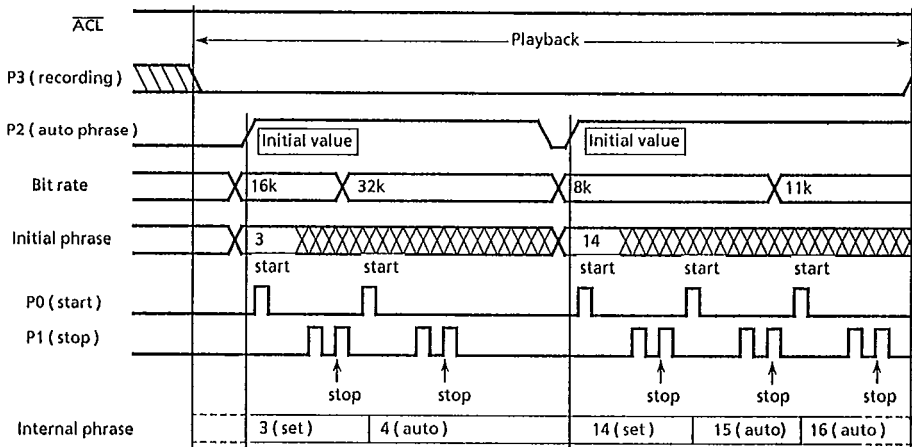 ACL
Playback
P3 ( recording )
P2 ( auto phrase )
Initial value
Initial value
Bit rate
16k
32k
8k
11k
Initial phrase
3
14
start
start
start
start
start
P0 ( start )
P1 ( stop )
stop
stop
stop
stop
stop
Internal phrase
3 ( set )
4 ( auto )
14 ( set )
15 ( auto )
16 ( auto )